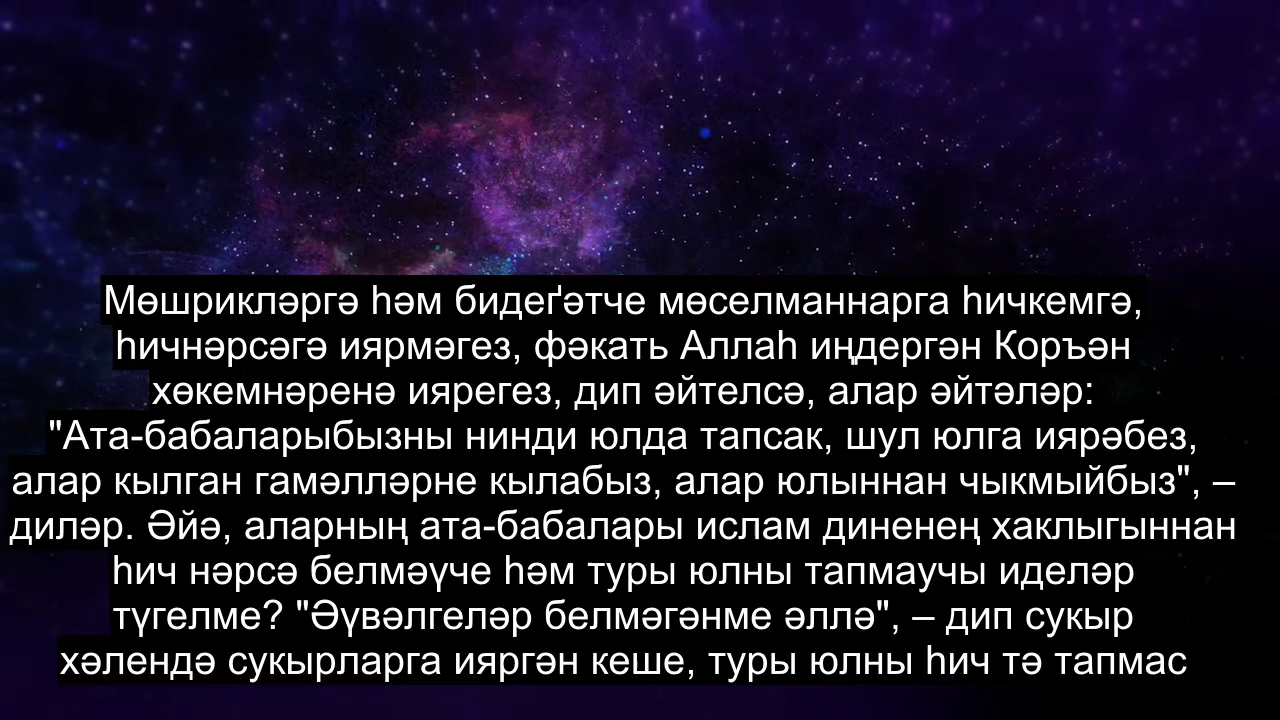 Мөшрикләргә һәм бидеґәтче мөселманнарга һичкемгә,
һичнәрсәгә иярмәгез, фәкать Аллаһ иңдергән Коръән
хөкемнәренә иярегез, дип әйтелсә, алар әйтәләр:
"Ата-бабаларыбызны нинди юлда тапсак, шул юлга иярәбез,
алар кылган гамәлләрне кылабыз, алар юлыннан чыкмыйбыз", –
диләр. Әйә, аларның ата-бабалары ислам диненең хаклыгыннан
һич нәрсә белмәүче һәм туры юлны тапмаучы иделәр
түгелме? "Әүвәлгеләр белмәгәнме әллә", – дип сукыр
хәлендә сукырларга ияргән кеше, туры юлны һич тә тапмас